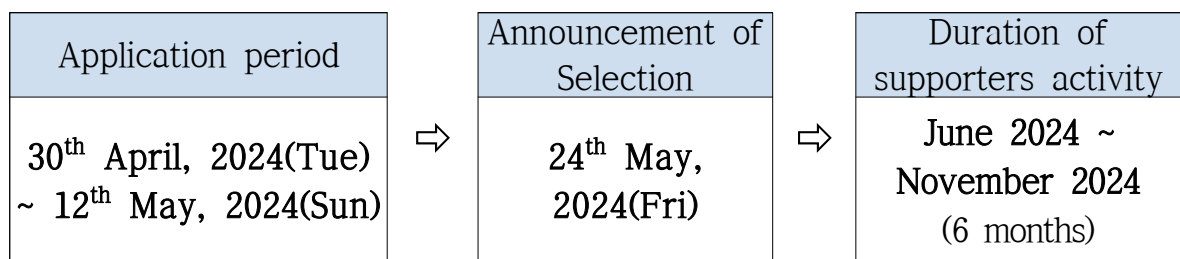 Application period
30th April, 2024(Tue)
~ 12th May, 2024(Sun)
⇨
Announcement of
Selection
24th May,
2024(Fri)
⇨
Duration of
supporters activity
June 2024 ~
November 2024
(6 months)